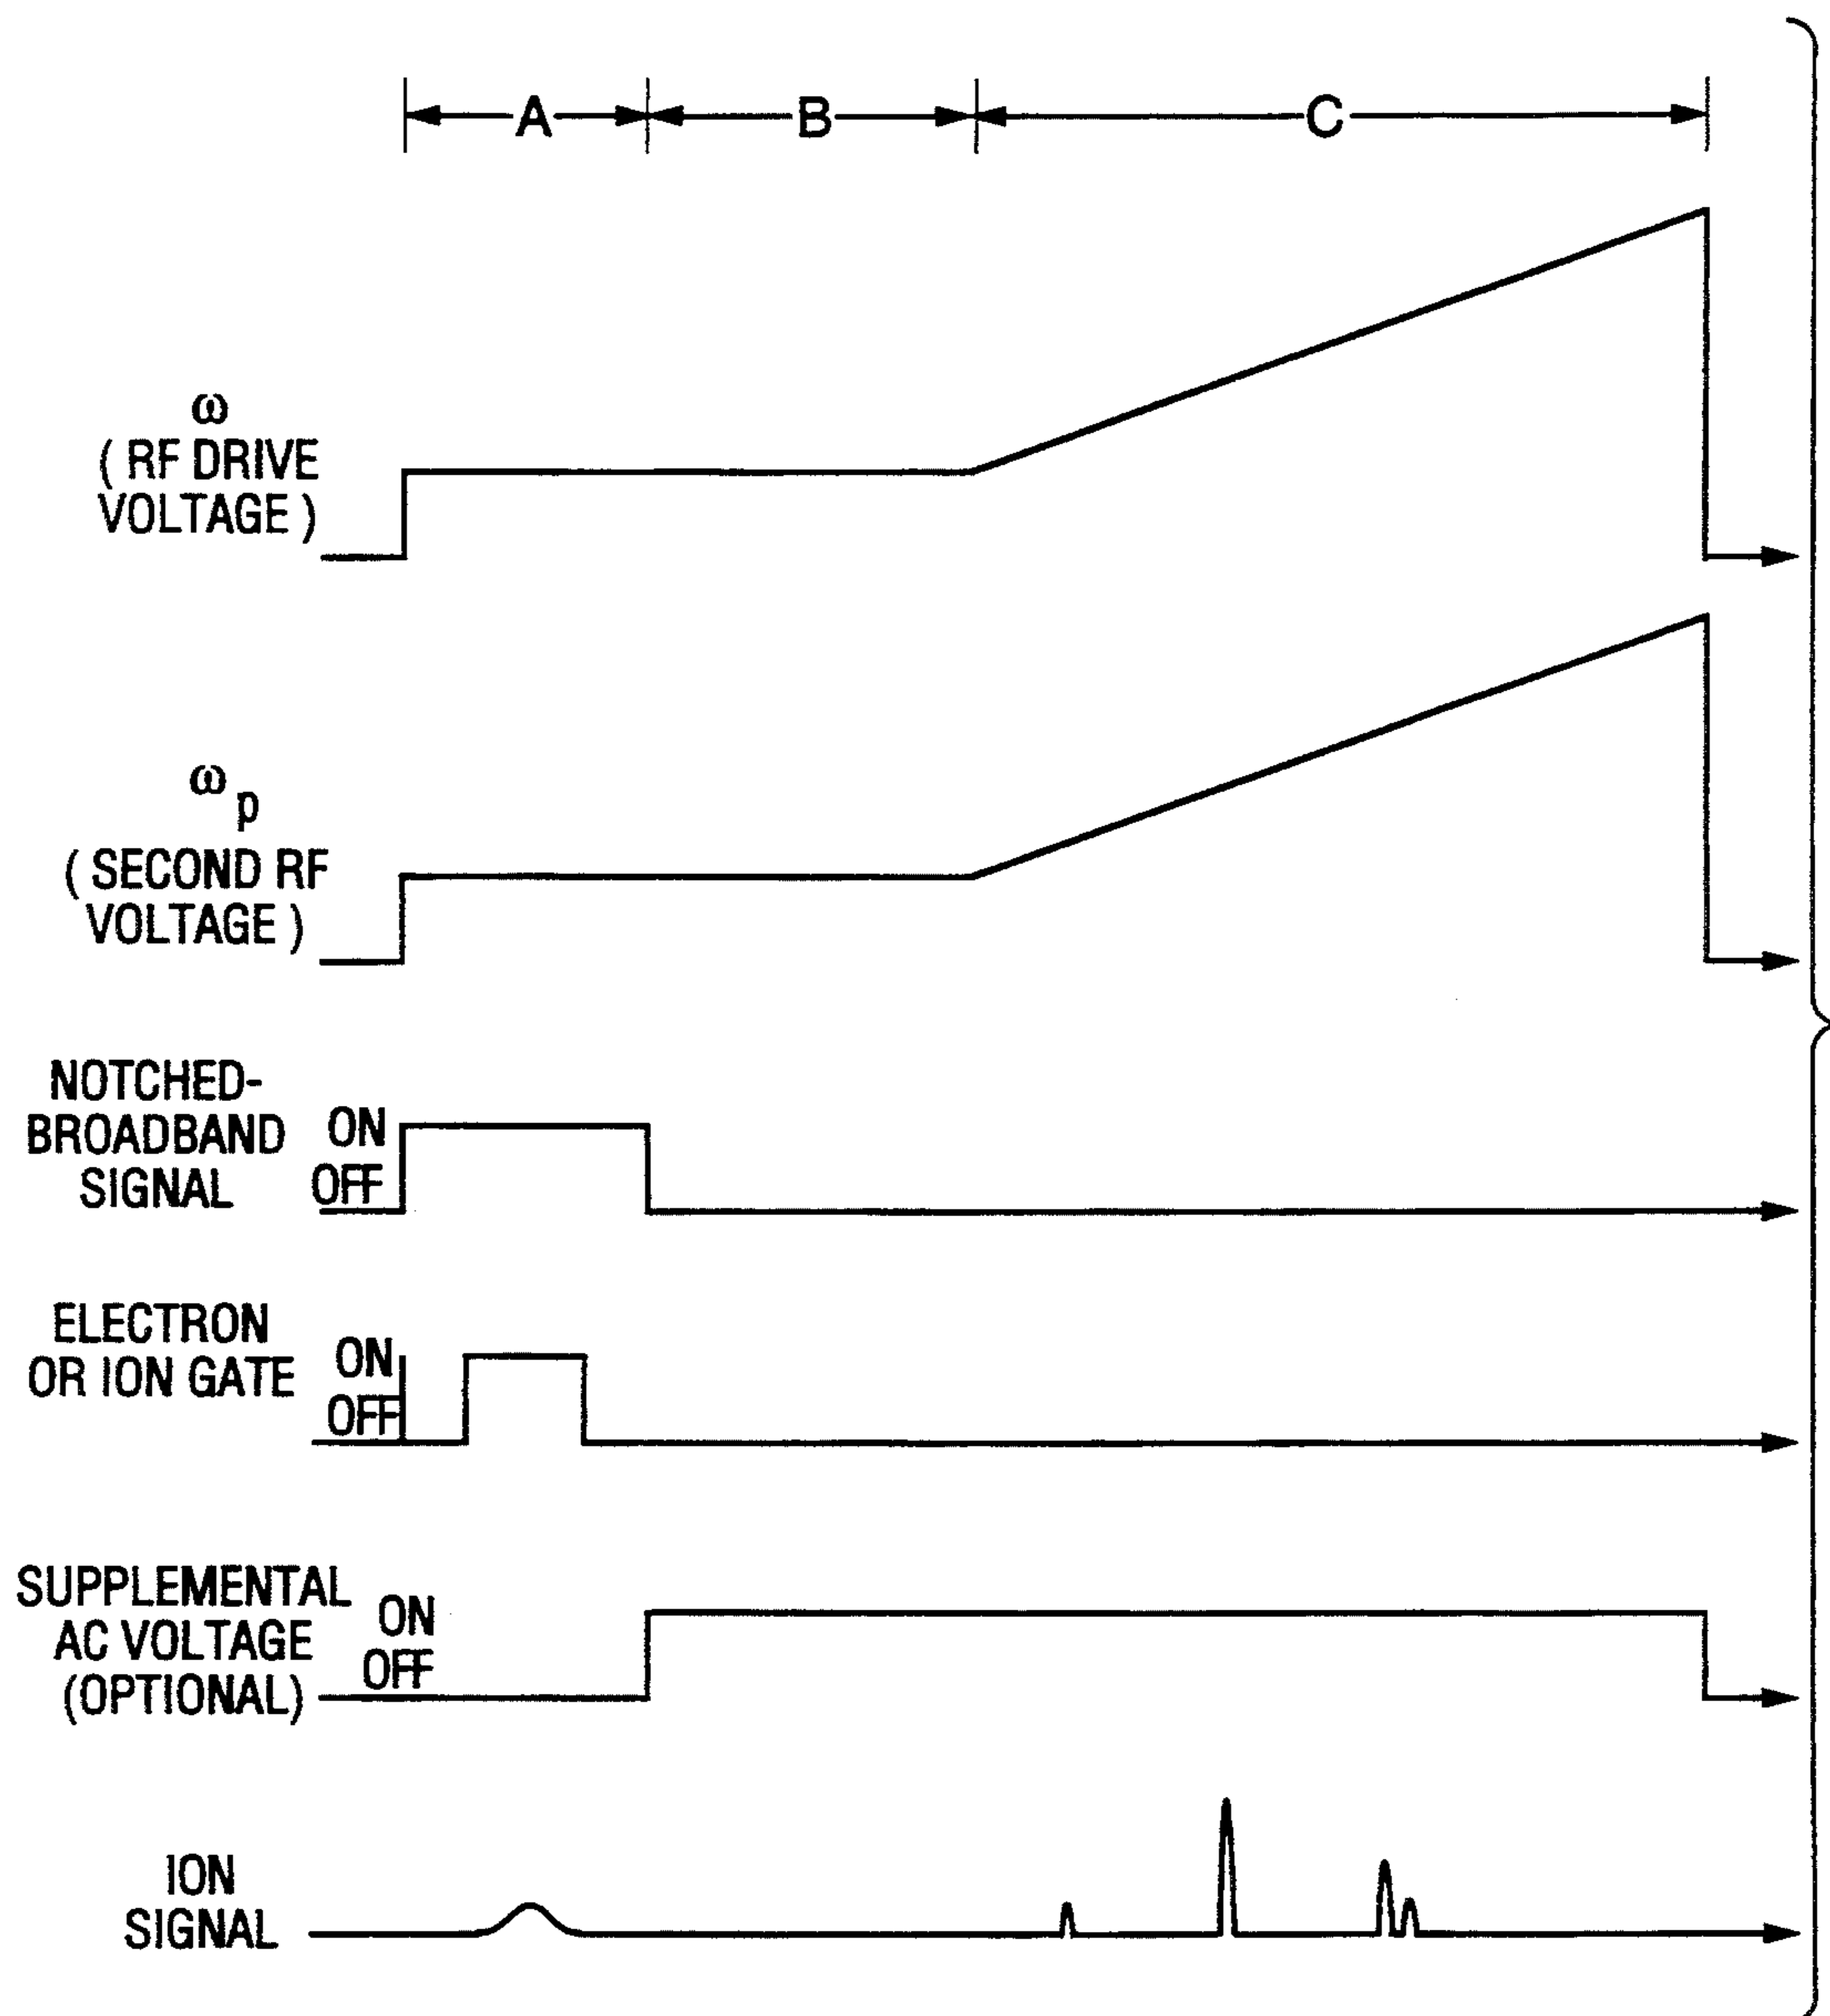 A B C
ω
( RF DRIVE
VOLTAGE )
ω p
( SECOND RF
VOLTAGE )
NOTCHED-
BROADBAND
SIGNAL
ON
OFF
ELECTRON
OR ION GATE
ON
OFF
SUPPLEMENTAL
AC VOLTAGE
(OPTIONAL)
ON
OFF
ION
SIGNAL